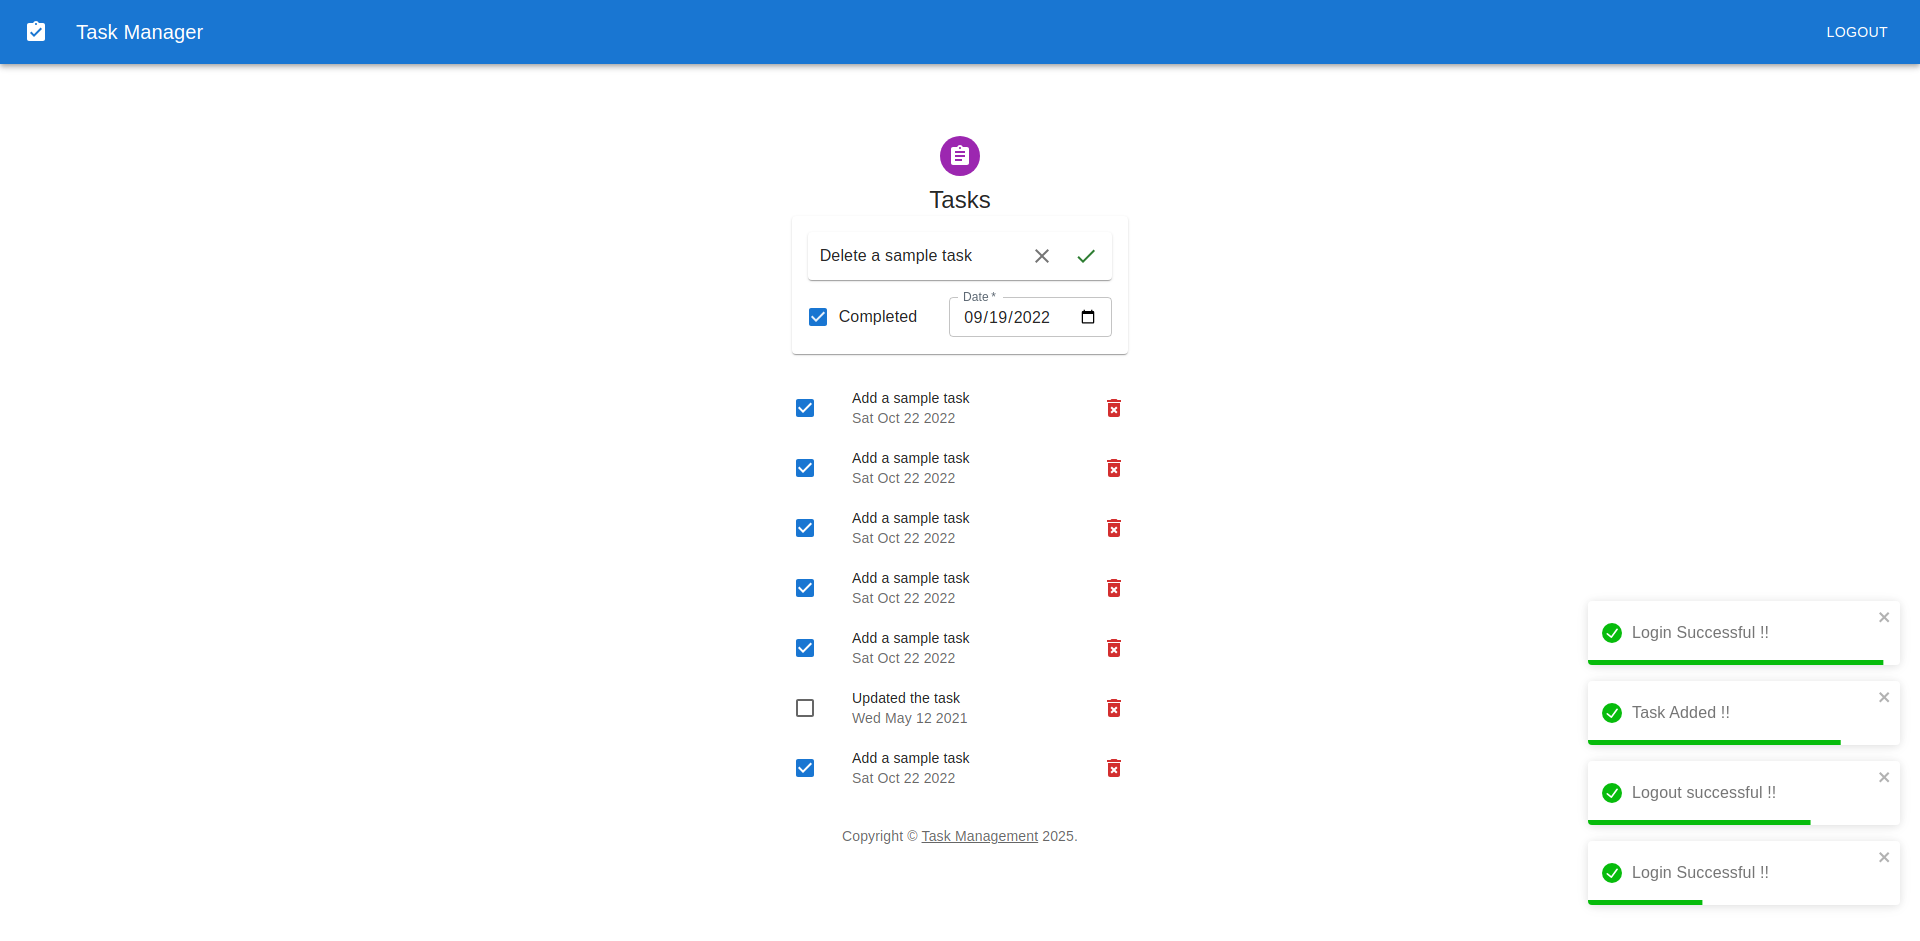 Task Manager
LOGOUT
Tasks
Delete a sample task
Completed
Date *
09/19/2022
Add a sample task
Sat Oct 22 2022
Add a sample task
Sat Oct 22 2022
Add a sample task
Sat Oct 22 2022
Add a sample task
Sat Oct 22 2022
Add a sample task
Sat Oct 22 2022
Updated the task
Wed May 12 2021
Add a sample task
Sat Oct 22 2022
Copyright © Task Management 2025.
Login Successful !!
Task Added !!
Logout successful !!
Login Successful !!